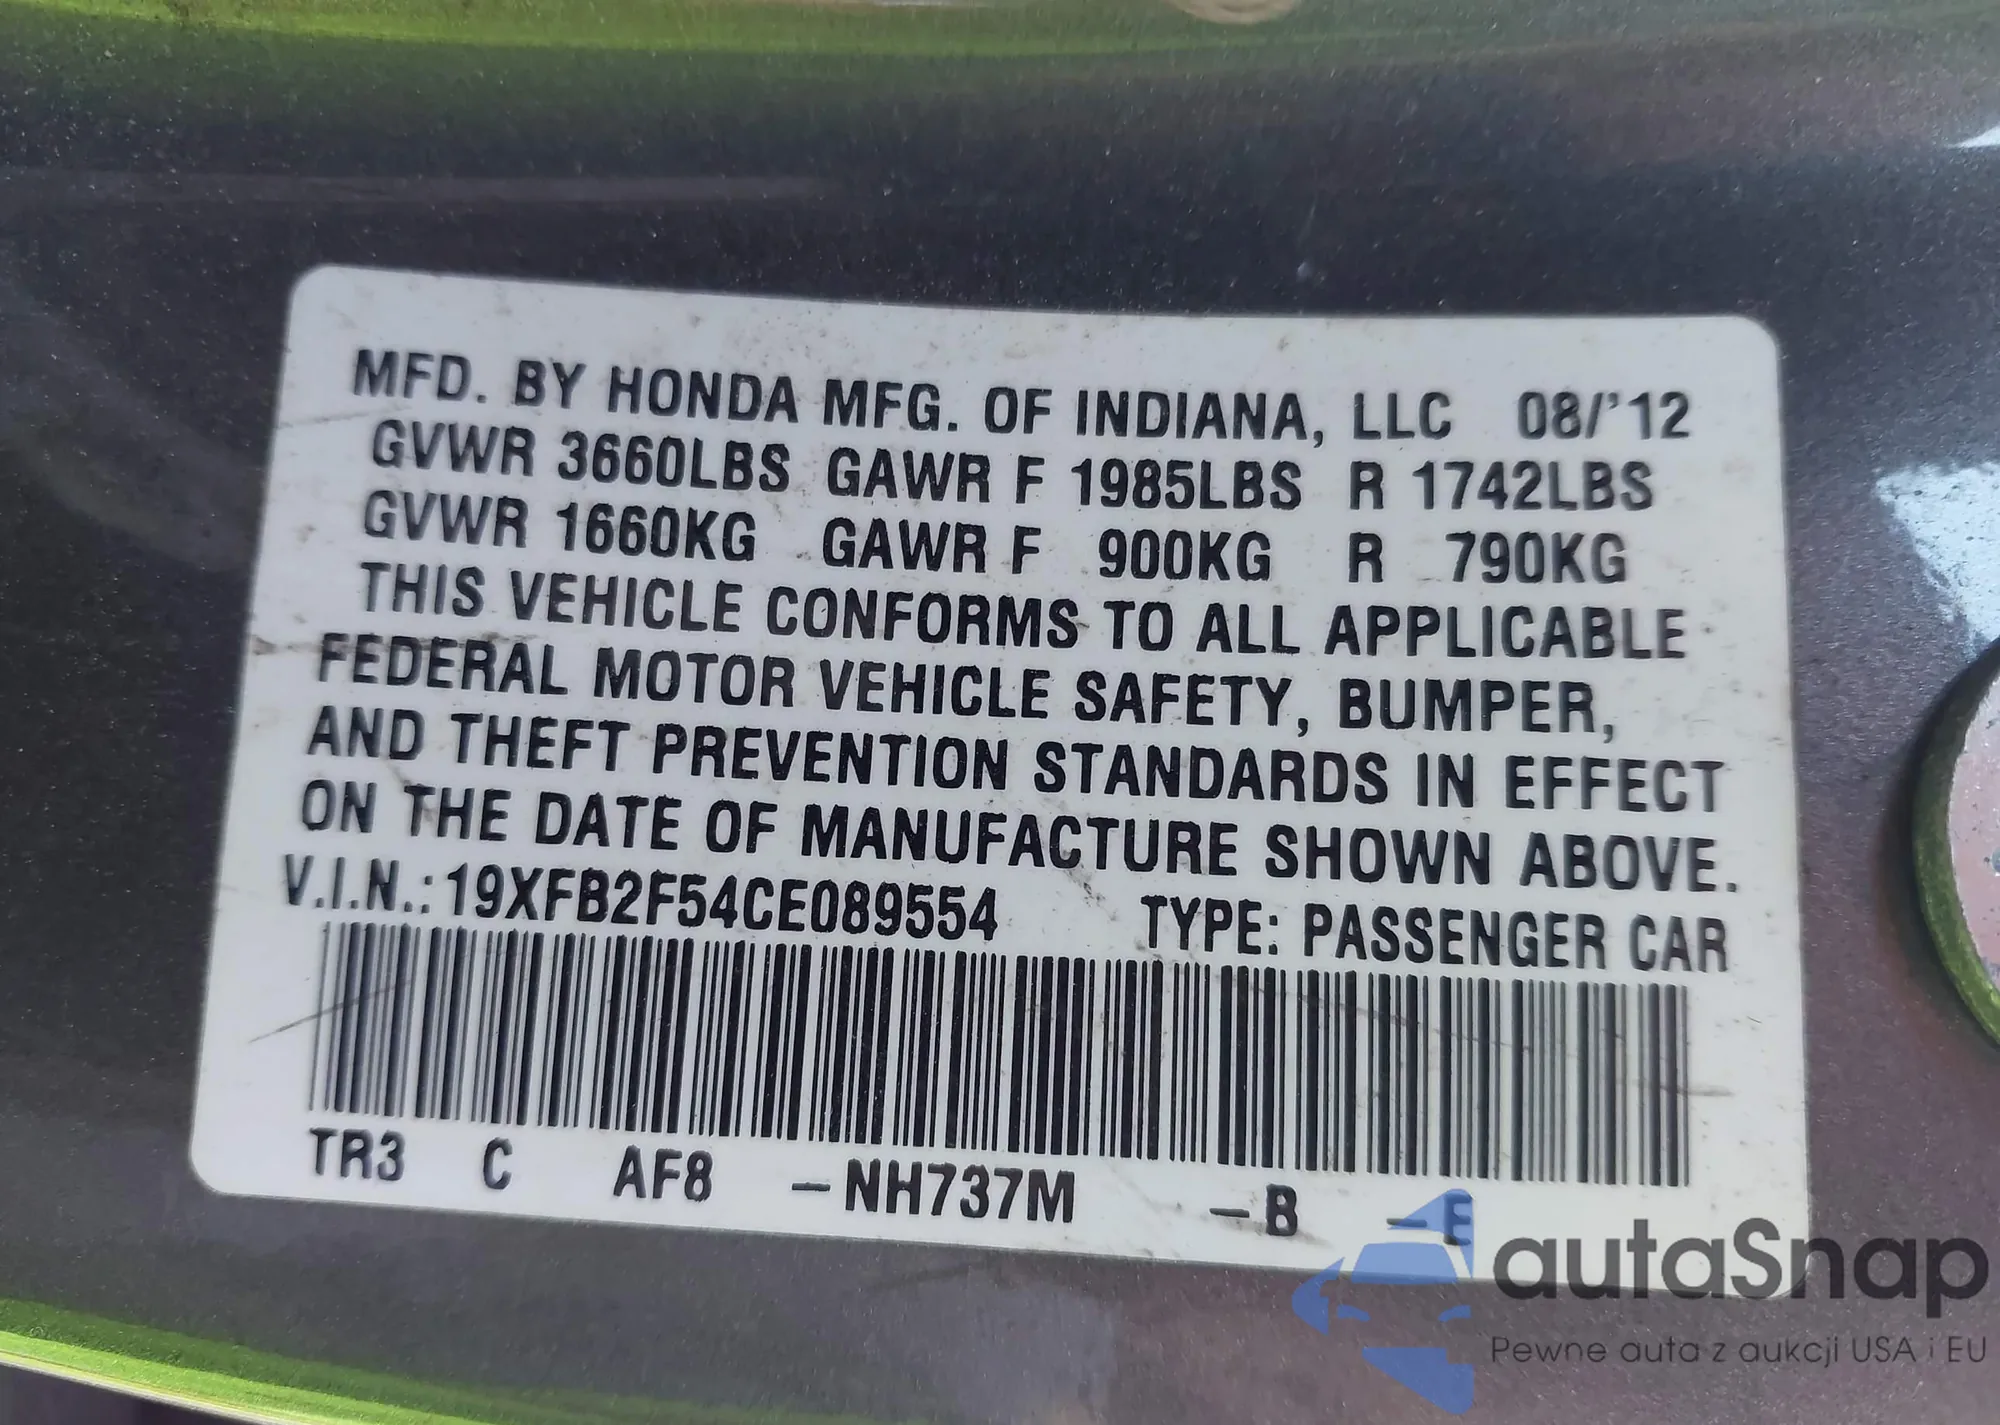 MFD. BY HONDA MFG. OF INDIANA, LLC 08/'12
GVWR 3660LBS GAWR F 1985LBS R 1742LBS
GVWR 1660KG GAWR F 900KG R 790KG
THIS VEHICLE CONFORMS TO ALL APPLICABLE
FEDERAL MOTOR VEHICLE SAFETY, BUMPER,
AND THEFT PREVENTION STANDARDS IN EFFECT
ON THE DATE OF MANUFACTURE SHOWN ABOVE.
V.I.N.: 19XFB2F54CE089554 TYPE: PASSENGER CAR
TR3 C AF8 –NH737M –B –E
autaSnap
Pewne auta z aukcji USA i EU